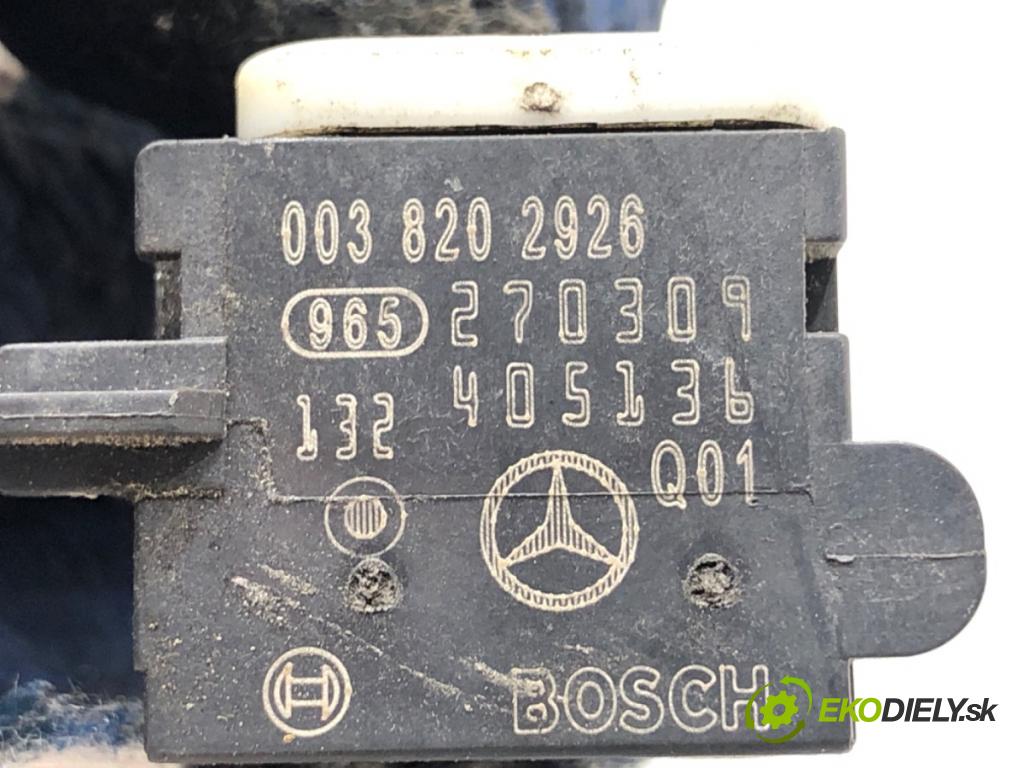 003 820 2926
965 270309
132 405136
Q01
BOSCH
EKODIELY.sk